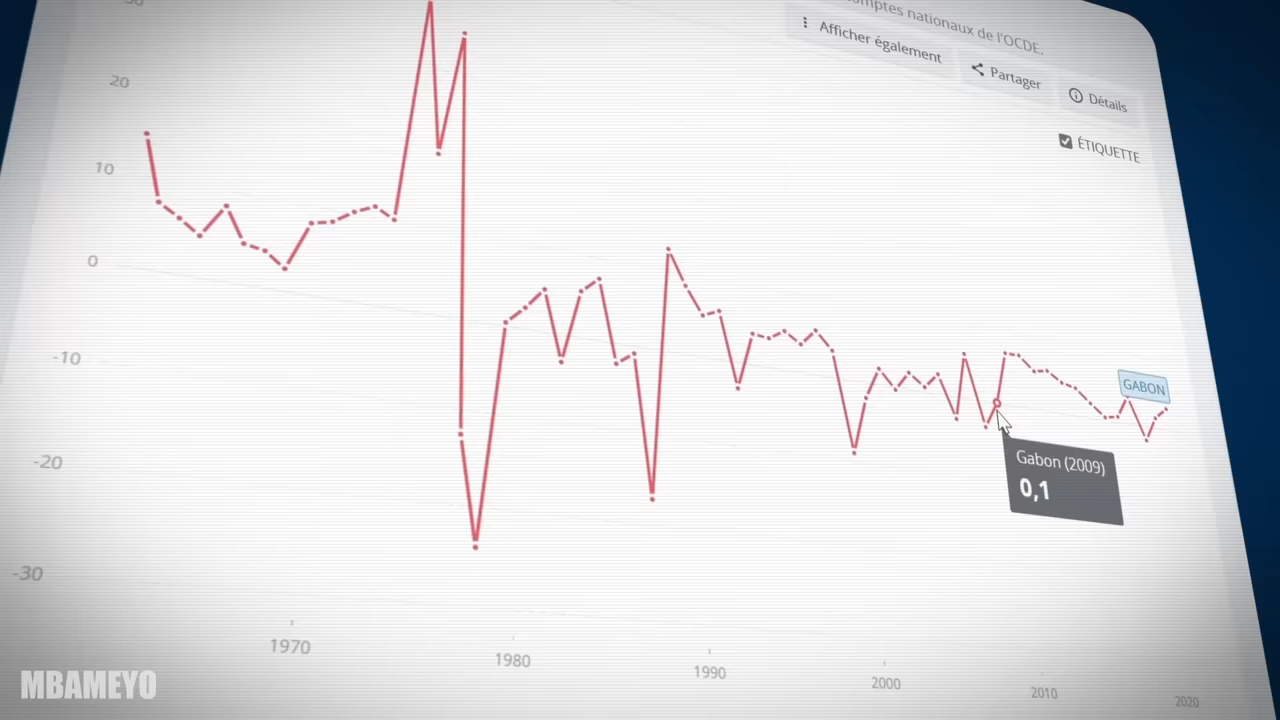 comptes nationaux de l'OCDE.
Afficher également
Partager
Détails
ÉTIQUETTE
20
10
0
-10
-20
-30
GABON
Gabon (2009)
0,1
1970
1980
1990
2000
2010
2020
MBAMEYO